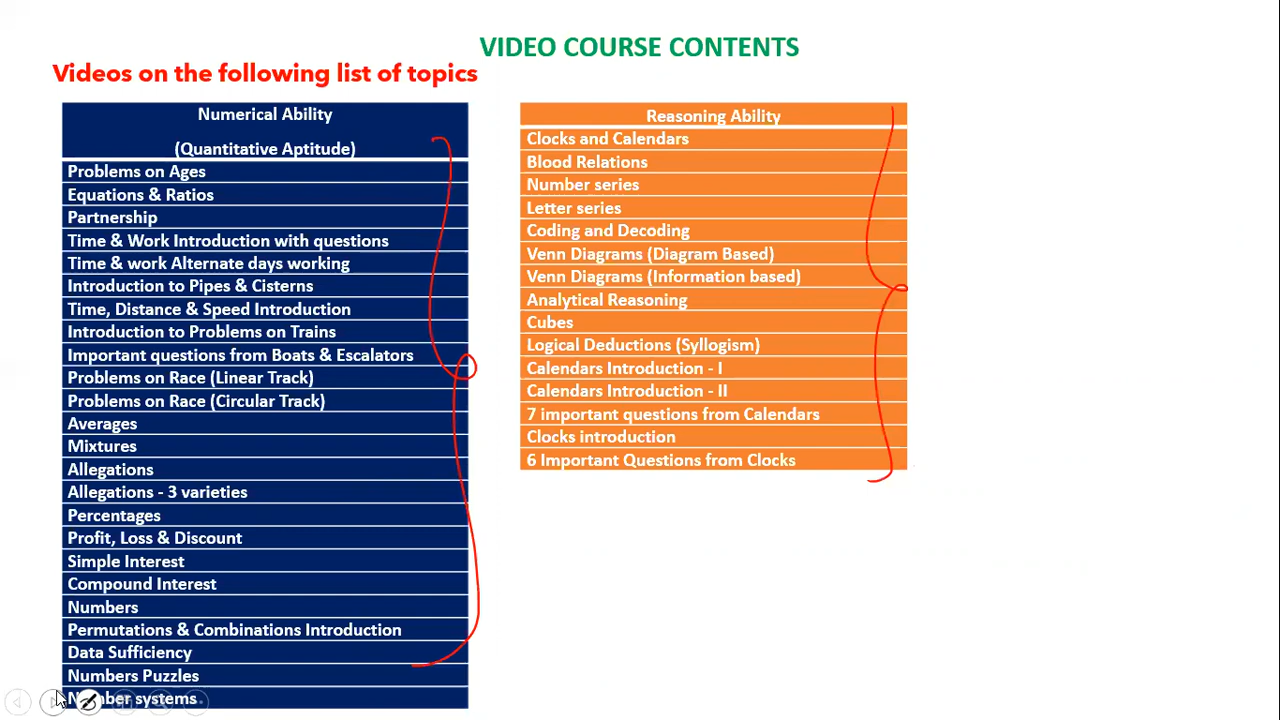 VIDEO COURSE CONTENTS
Videos on the following list of topics
Numerical Ability
(Quantitative Aptitude)
Problems on Ages
Equations & Ratios
Partnership
Time & Work Introduction with questions
Time & work Alternate days working
Introduction to Pipes & Cisterns
Time, Distance & Speed Introduction
Introduction to Problems on Trains
Important questions from Boats & Escalators
Problems on Race (Linear Track)
Problems on Race (Circular Track)
Averages
Mixtures
Allegations
Allegations - 3 varieties
Percentages
Profit, Loss & Discount
Simple Interest
Compound Interest
Numbers
Permutations & Combinations Introduction
Data Sufficiency
Numbers Puzzles
Number systems
Reasoning Ability
Clocks and Calendars
Blood Relations
Number series
Letter series
Coding and Decoding
Venn Diagrams (Diagram Based)
Venn Diagrams (Information based)
Analytical Reasoning
Cubes
Logical Deductions (Syllogism)
Calendars Introduction - I
Calendars Introduction - II
7 important questions from Calendars
Clocks introduction
6 Important Questions from Clocks